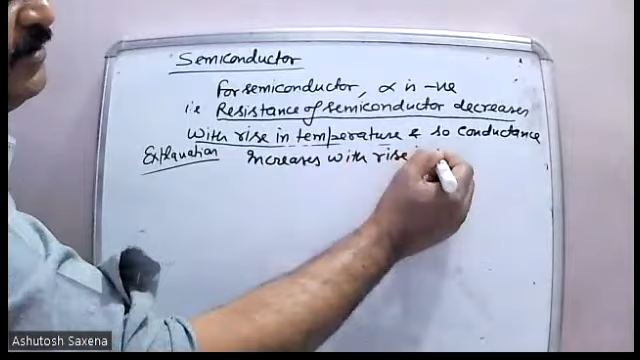 Semiconductor
For semiconductor, α is -ve
i.e Resistance of semiconductor decreases
with rise in temperature & so conductance
Explanation Increases with rise
Ashutosh Saxena